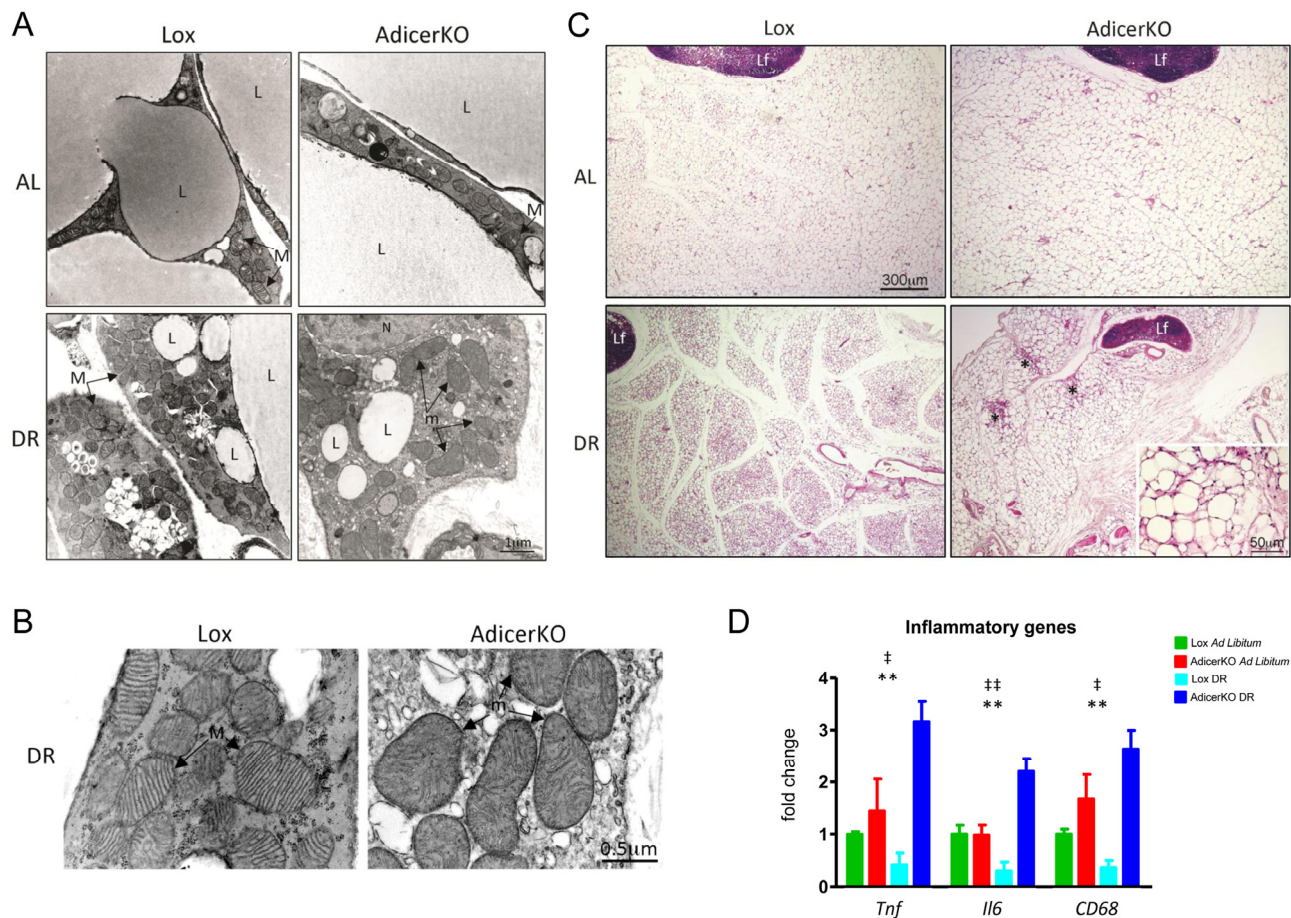 A
Lox
AdicerKO
AL
L
L
L
M
L
L
M
DR
L
L
L
M
N
m
L
L
1μm
B
Lox
AdicerKO
DR
M
m
0.5μm
C
Lox
AdicerKO
AL
Lf
300μm
Lf
DR
Lf
Lf
*
*
*
50μm
D
Inflammatory genes
Lox Ad Libitum
AdicerKO Ad Libitum
Lox DR
AdicerKO DR
fold change
4
3
2
1
0
‡
**
‡‡
**
‡
**
Tnf
Il6
CD68